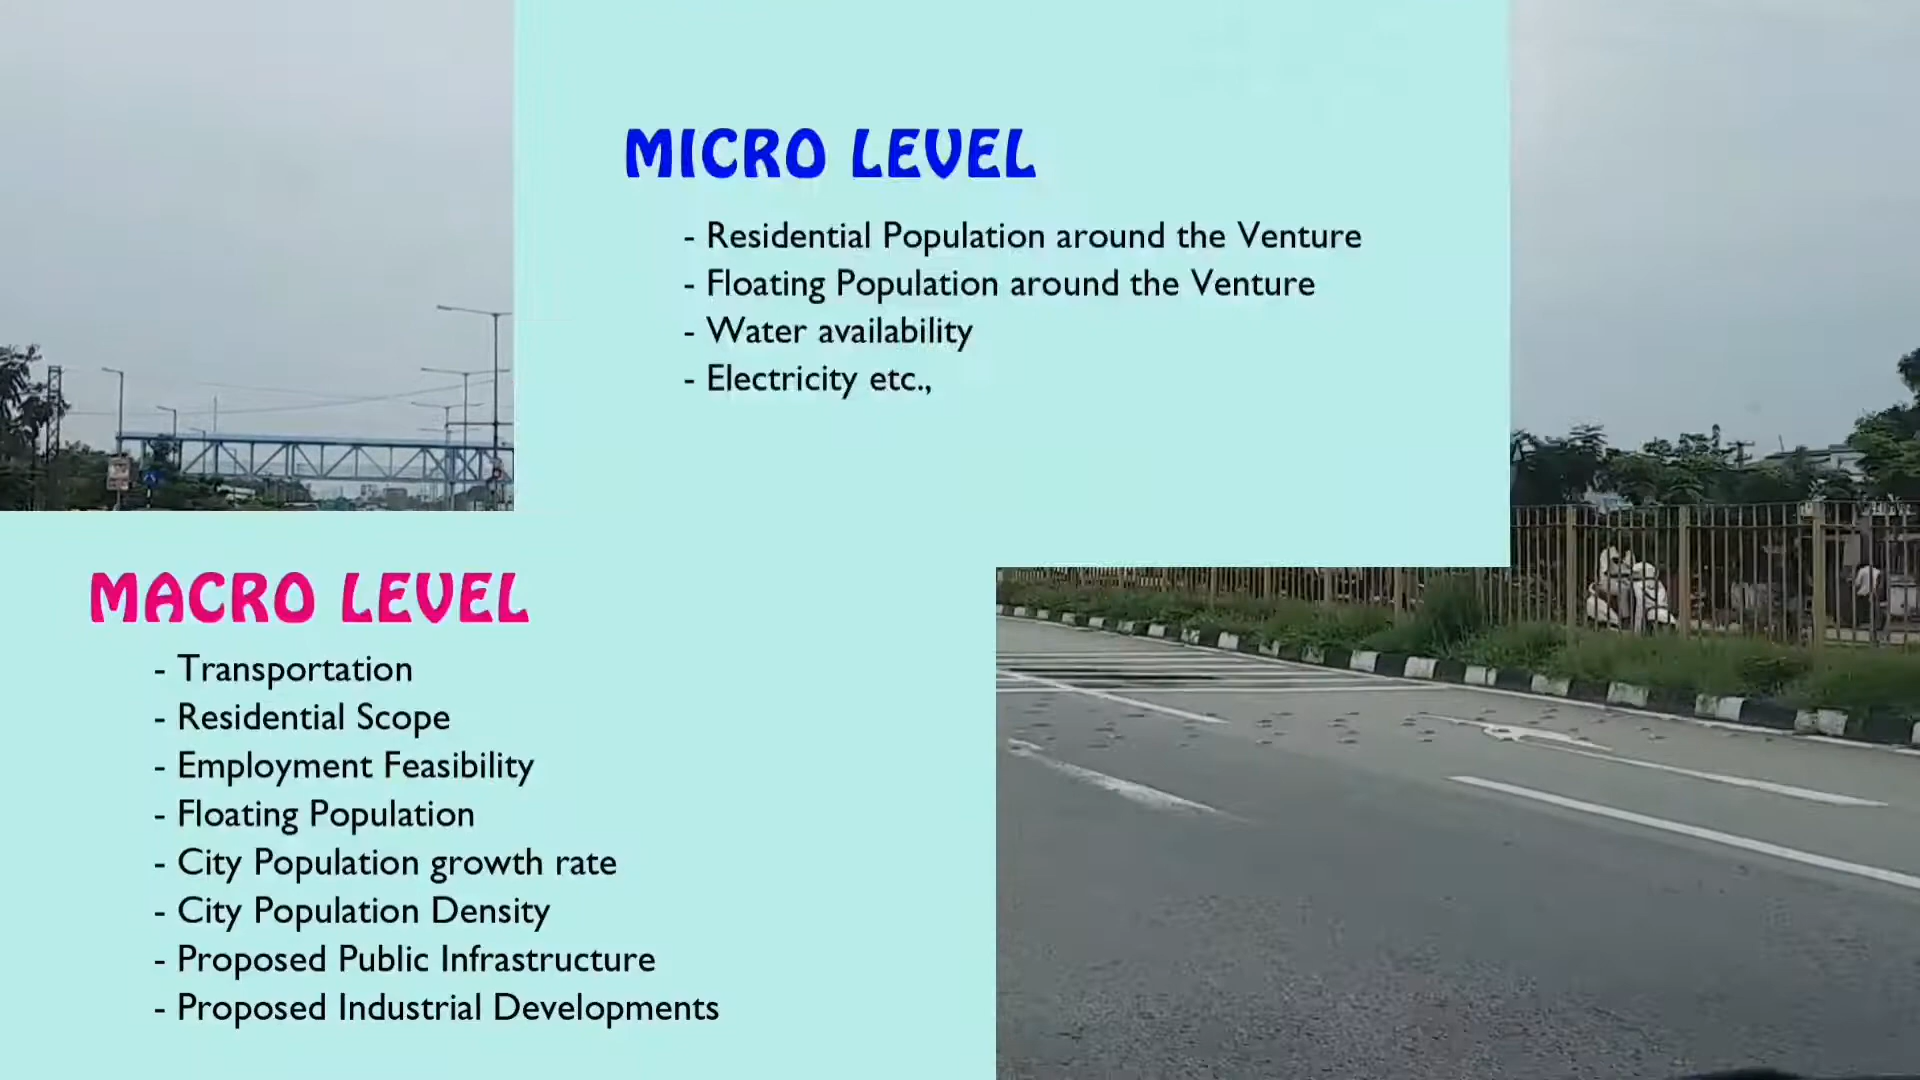 MICRO LEVEL
- Residential Population around the Venture
- Floating Population around the Venture
- Water availability
- Electricity etc.,
MACRO LEVEL
- Transportation
- Residential Scope
- Employment Feasibility
- Floating Population
- City Population growth rate
- City Population Density
- Proposed Public Infrastructure
- Proposed Industrial Developments